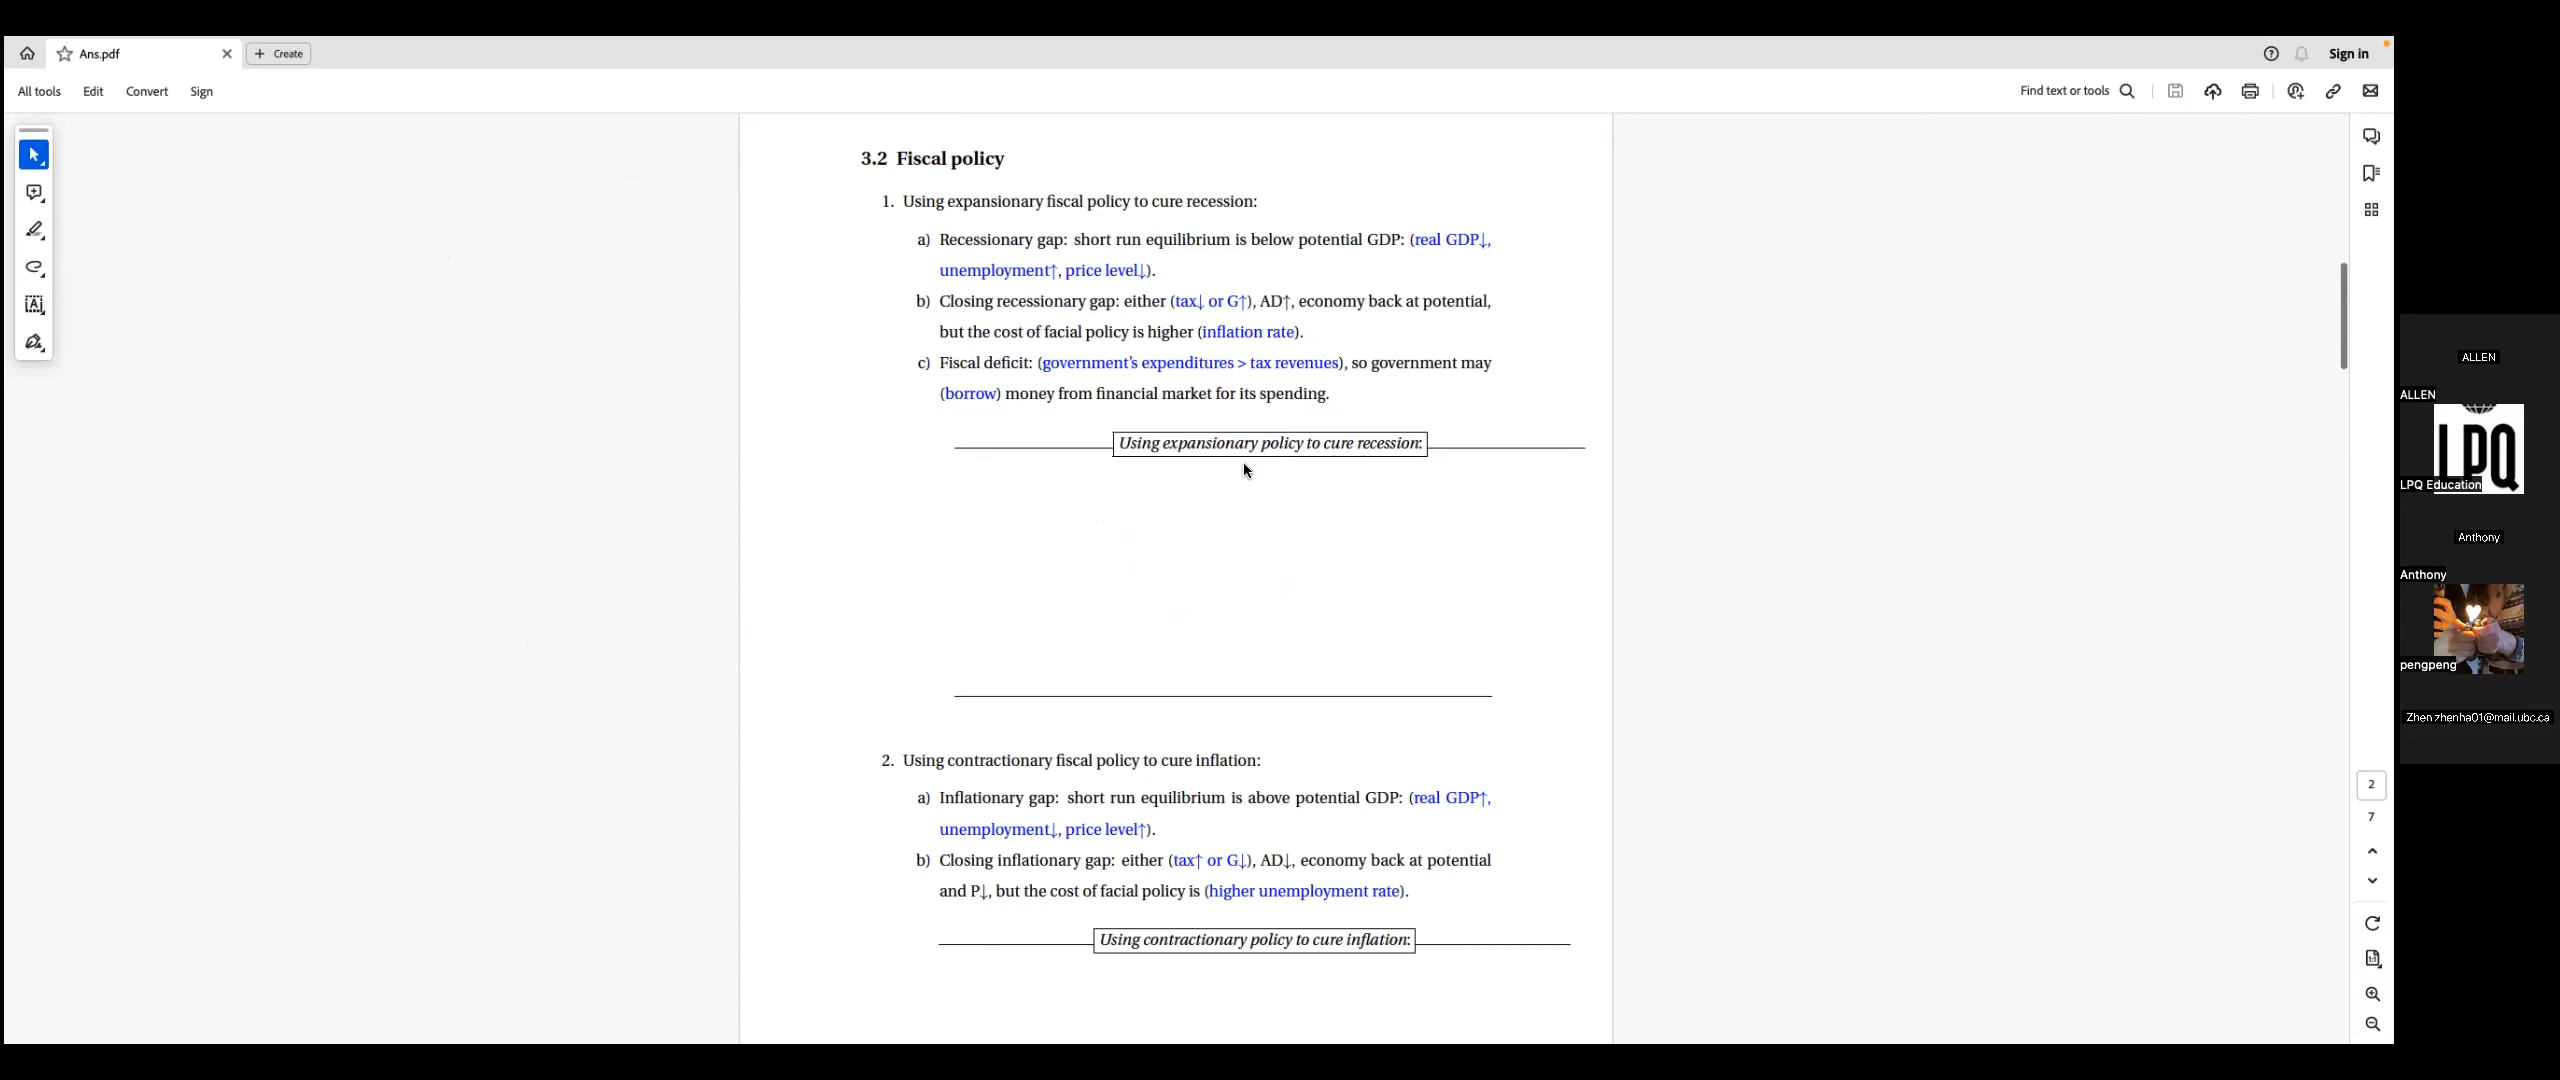 Ans.pdf
Create
Sign in
All tools
Edit
Convert
Sign
Find text or tools
3.2 Fiscal policy
1. Using expansionary fiscal policy to cure recession:
a) Recessionary gap: short run equilibrium is below potential GDP: (real GDP↓,
unemployment↑, price level↓).
b) Closing recessionary gap: either (tax↓ or G↑), AD↑, economy back at potential,
but the cost of facial policy is higher (inflation rate).
c) Fiscal deficit: (government's expenditures > tax revenues), so government may
(borrow) money from financial market for its spending.
Using expansionary policy to cure recession:
2. Using contractionary fiscal policy to cure inflation:
a) Inflationary gap: short run equilibrium is above potential GDP: (real GDP↑,
unemployment↓, price level↑).
b) Closing inflationary gap: either (tax↑ or G↓), AD↓, economy back at potential
and P↓, but the cost of facial policy is (higher unemployment rate).
Using contractionary policy to cure inflation:
2
7
ALLEN
ALLEN
LPQ
LPQ Education
Anthony
Anthony
pengpeng
Zhen zhenha01@mail.ubc.ca